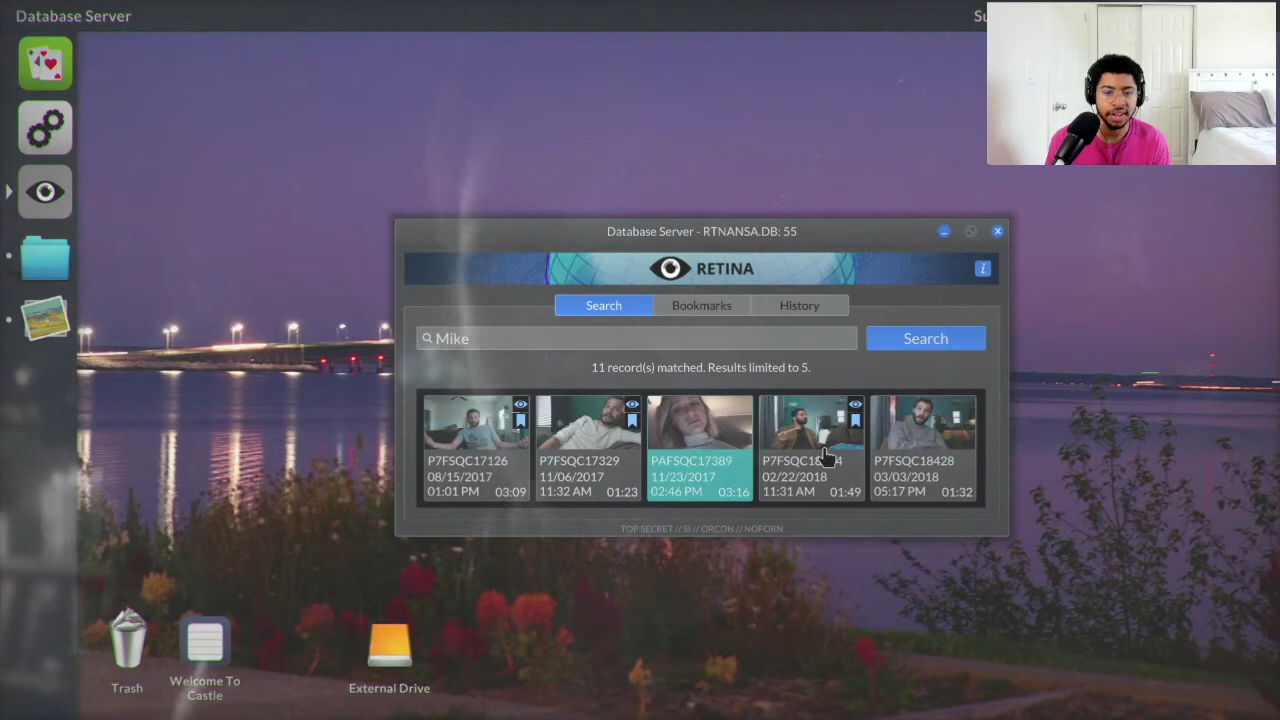 Database Server
Database Server - RTNANSA.DB: 55
RETINA
i
Search
Bookmarks
History
Mike
Search
11 record(s) matched. Results limited to 5.
P7FSQC17126
08/15/2017
01:01 PM 03:09
P7FSQC17329
11/06/2017
11:32 AM 01:23
PAFSQC17389
11/23/2017
02:46 PM 03:16
02/22/2018
11:31 AM 01:49
P7FSQC18428
03/03/2018
05:17 PM 01:32
TOP SECRET // SI // ORCON // NOFORN
Trash
Welcome To
Castle
External Drive